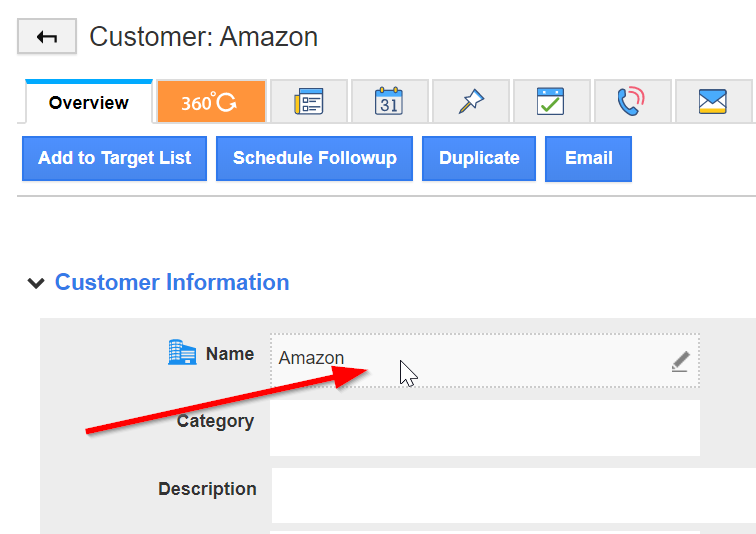 Customer: Amazon
Overview
360°
31
Add to Target List
Schedule Followup
Duplicate
Email
Customer Information
Name
Amazon
Category
Description